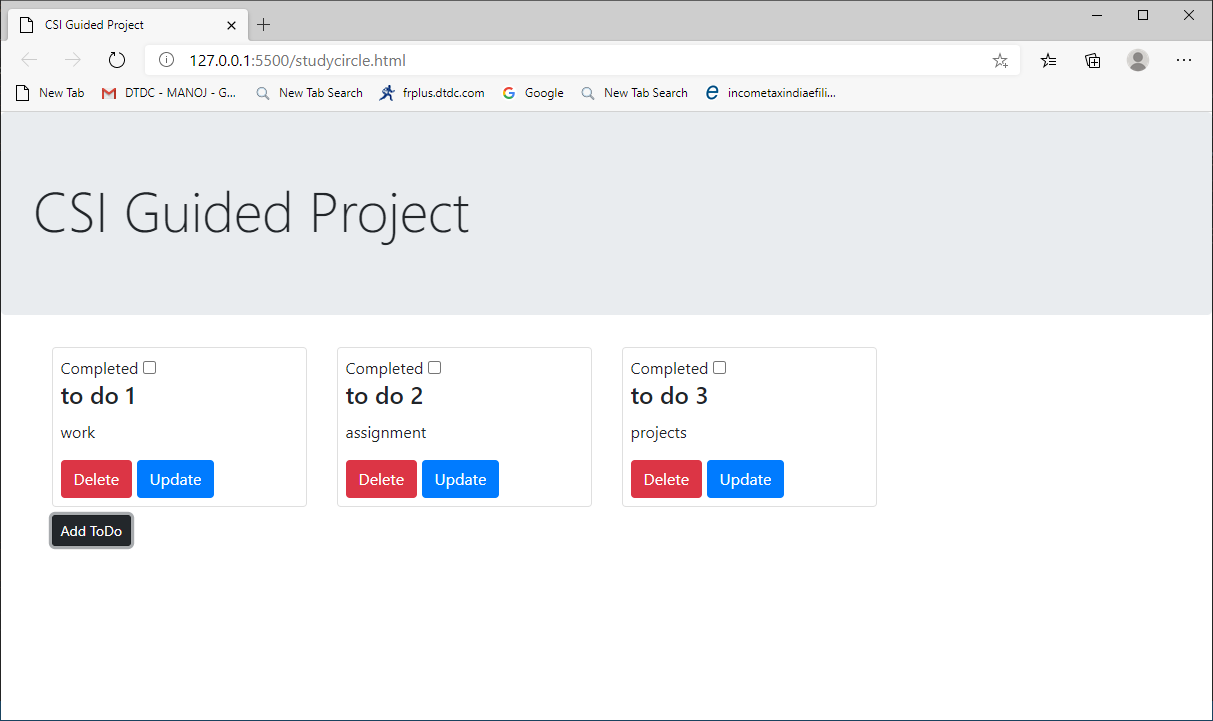 CSI Guided Project
127.0.0.1:5500/studycircle.html
New Tab DTDC - MANOJ - G... New Tab Search frplus.dtdc.com Google New Tab Search incometaxindiaefili...
CSI Guided Project
Completed Completed Completed
to do 1 to do 2 to do 3
work assignment projects
Delete Update Delete Update Delete Update
Add ToDo